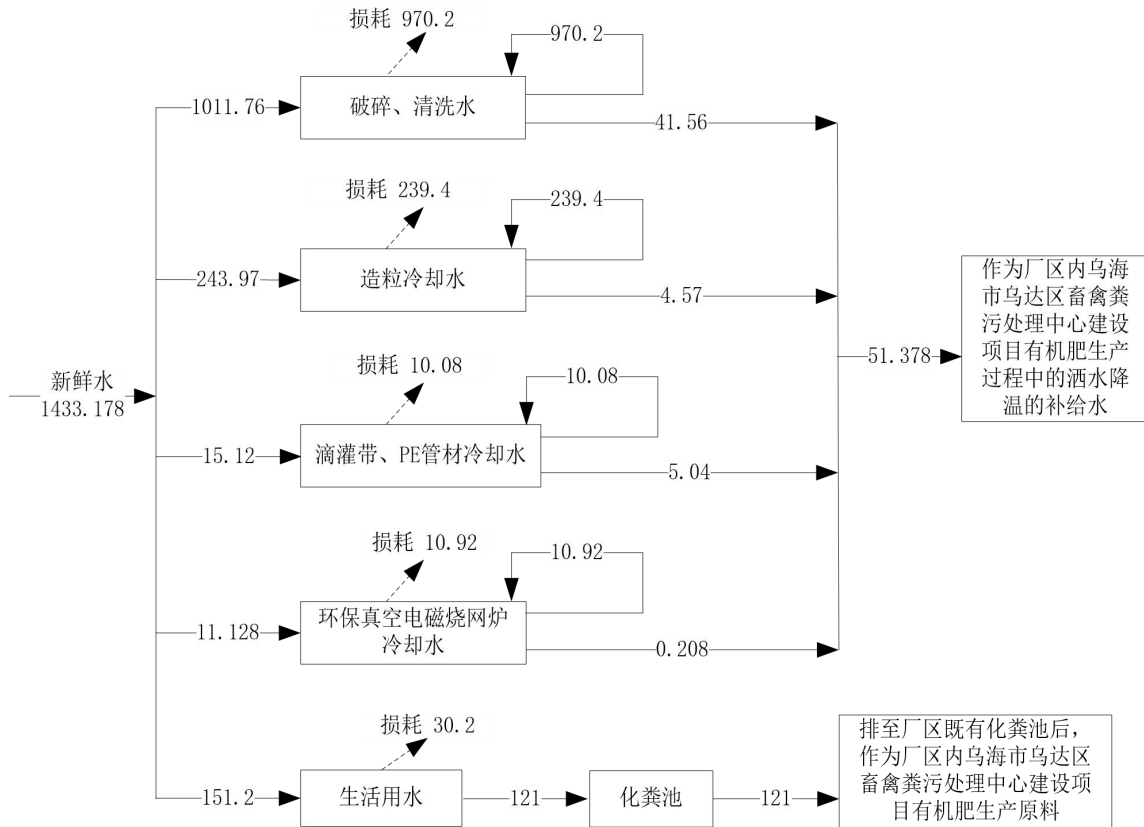 损耗 970.2
970.2
1011.76
破碎、清洗水
41.56
损耗 239.4
239.4
243.97
造粒冷却水
4.57
作为厂区内乌海
市乌达区畜禽粪
污处理中心建设
项目有机肥生产
过程中的洒水降
温的补给水
51.378
新鲜水
1433.178
损耗 10.08
10.08
15.12
滴灌带、PE管材冷却水
5.04
损耗 10.92
10.92
11.128
环保真空电磁烧网炉
冷却水
0.208
损耗 30.2
151.2
生活用水
121
化粪池
121
排至厂区既有化粪池后，
作为厂区内乌海市乌达区
畜禽粪污处理中心建设项
目有机肥生产原料